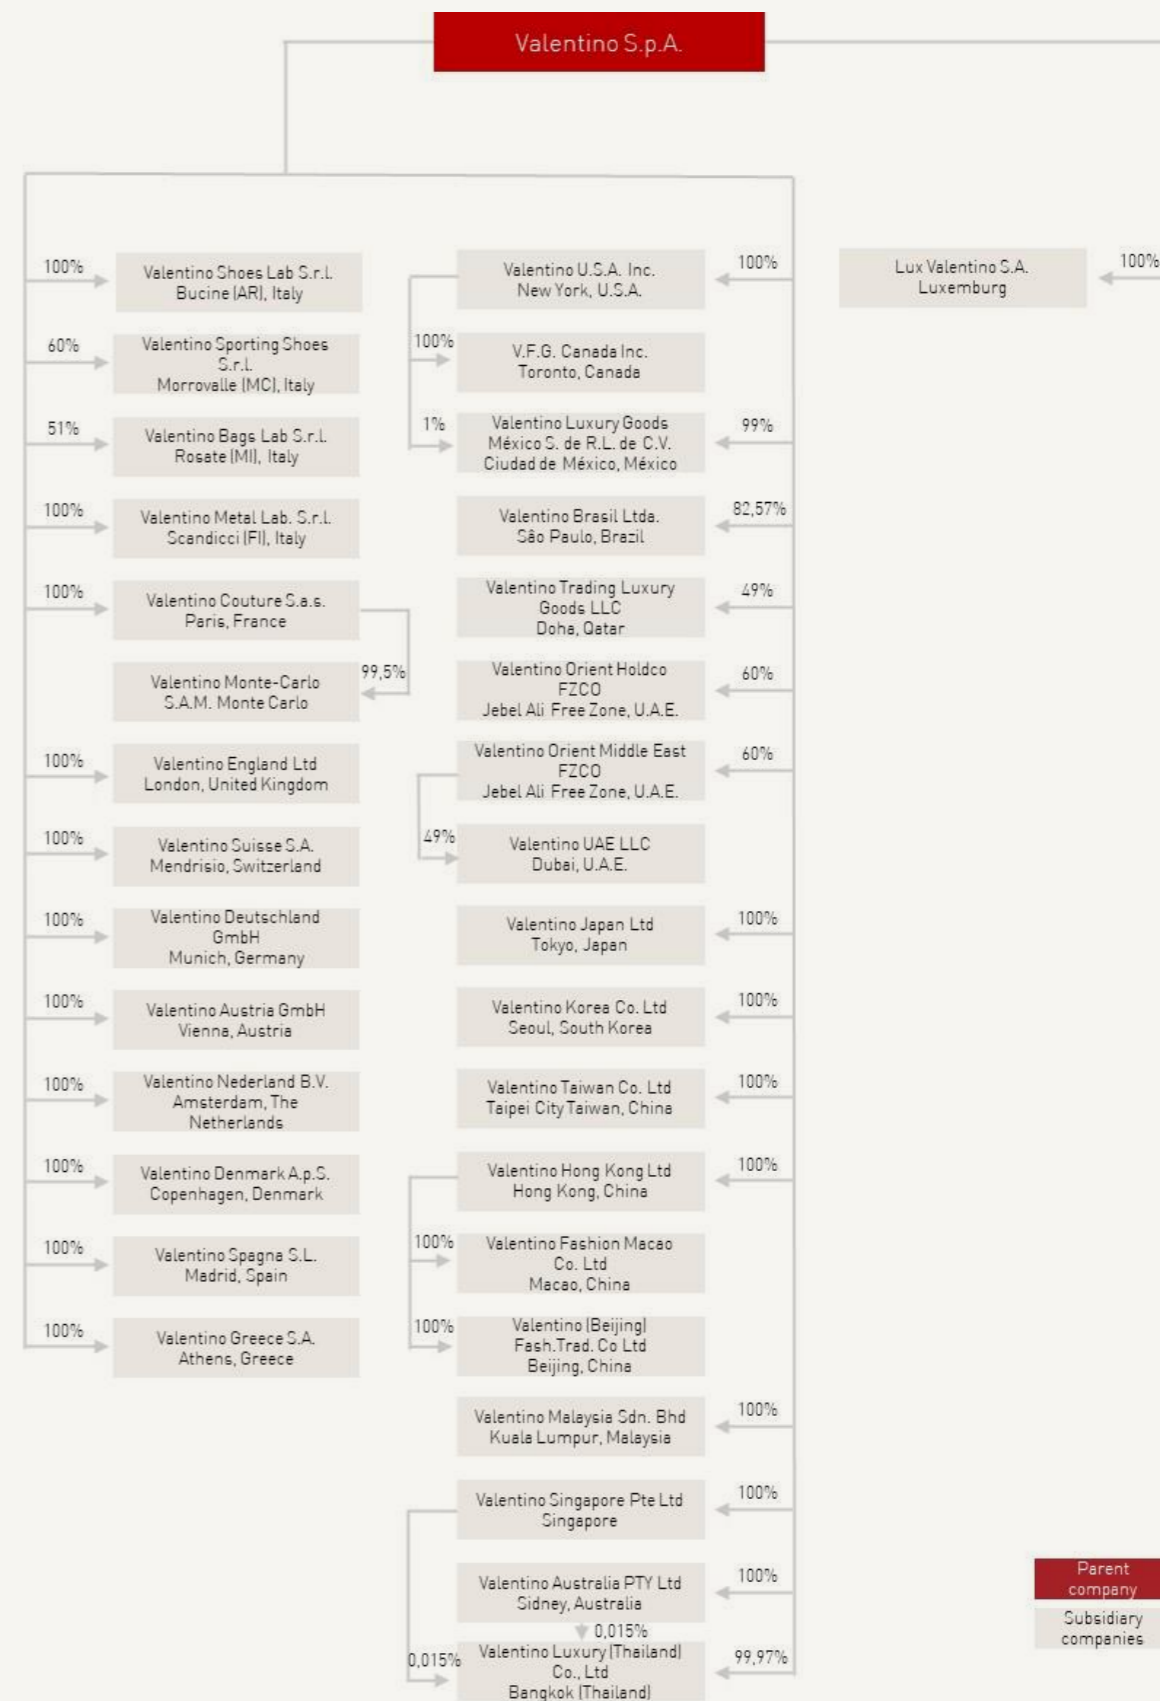 Valentino S.p.A.
100%
Valentino Shoes Lab S.r.l.
Bucine (AR), Italy
60%
Valentino Sporting Shoes
S.r.l.
Morrovalle (MC), Italy
51%
Valentino Bags Lab S.r.l.
Rosate (MI), Italy
100%
Valentino Metal Lab. S.r.l.
Scandicci (FI), Italy
100%
Valentino Couture S.a.s.
Paris, France
99,5%
Valentino Monte-Carlo
S.A.M. Monte Carlo
100%
Valentino England Ltd
London, United Kingdom
100%
Valentino Suisse S.A.
Mendrisio, Switzerland
100%
Valentino Deutschland
GmbH
Munich, Germany
100%
Valentino Austria GmbH
Vienna, Austria
100%
Valentino Nederland B.V.
Amsterdam, The
Netherlands
100%
Valentino Denmark A.p.S.
Copenhagen, Denmark
100%
Valentino Spagna S.L.
Madrid, Spain
100%
Valentino Greece S.A.
Athens, Greece
Valentino U.S.A. Inc.
New York, U.S.A.
100%
100%
V.F.G. Canada Inc.
Toronto, Canada
1%
Valentino Luxury Goods
México S. de R.L. de C.V.
Ciudad de México, México
99%
Valentino Brasil Ltda.
São Paulo, Brazil
82,57%
Valentino Trading Luxury
Goods LLC
Doha, Qatar
49%
Valentino Orient Holdco
FZCO
Jebel Ali Free Zone, U.A.E.
60%
Valentino Orient Middle East
FZCO
Jebel Ali Free Zone, U.A.E.
60%
49%
Valentino UAE LLC
Dubai, U.A.E.
Valentino Japan Ltd
Tokyo, Japan
100%
Valentino Korea Co. Ltd
Seoul, South Korea
100%
Valentino Taiwan Co. Ltd
Taipei City Taiwan, China
100%
Valentino Hong Kong Ltd
Hong Kong, China
100%
100%
Valentino Fashion Macao
Co. Ltd
Macao, China
100%
Valentino (Beijing)
Fash.Trad. Co Ltd
Beijing, China
Valentino Malaysia Sdn. Bhd
Kuala Lumpur, Malaysia
100%
Valentino Singapore Pte Ltd
Singapore
100%
Valentino Australia PTY Ltd
Sidney, Australia
100%
0,015%
0,015%
Valentino Luxury (Thailand)
Co., Ltd
Bangkok (Thailand)
99,97%
Lux Valentino S.A.
Luxemburg
100%
Parent
company
Subsidiary
companies